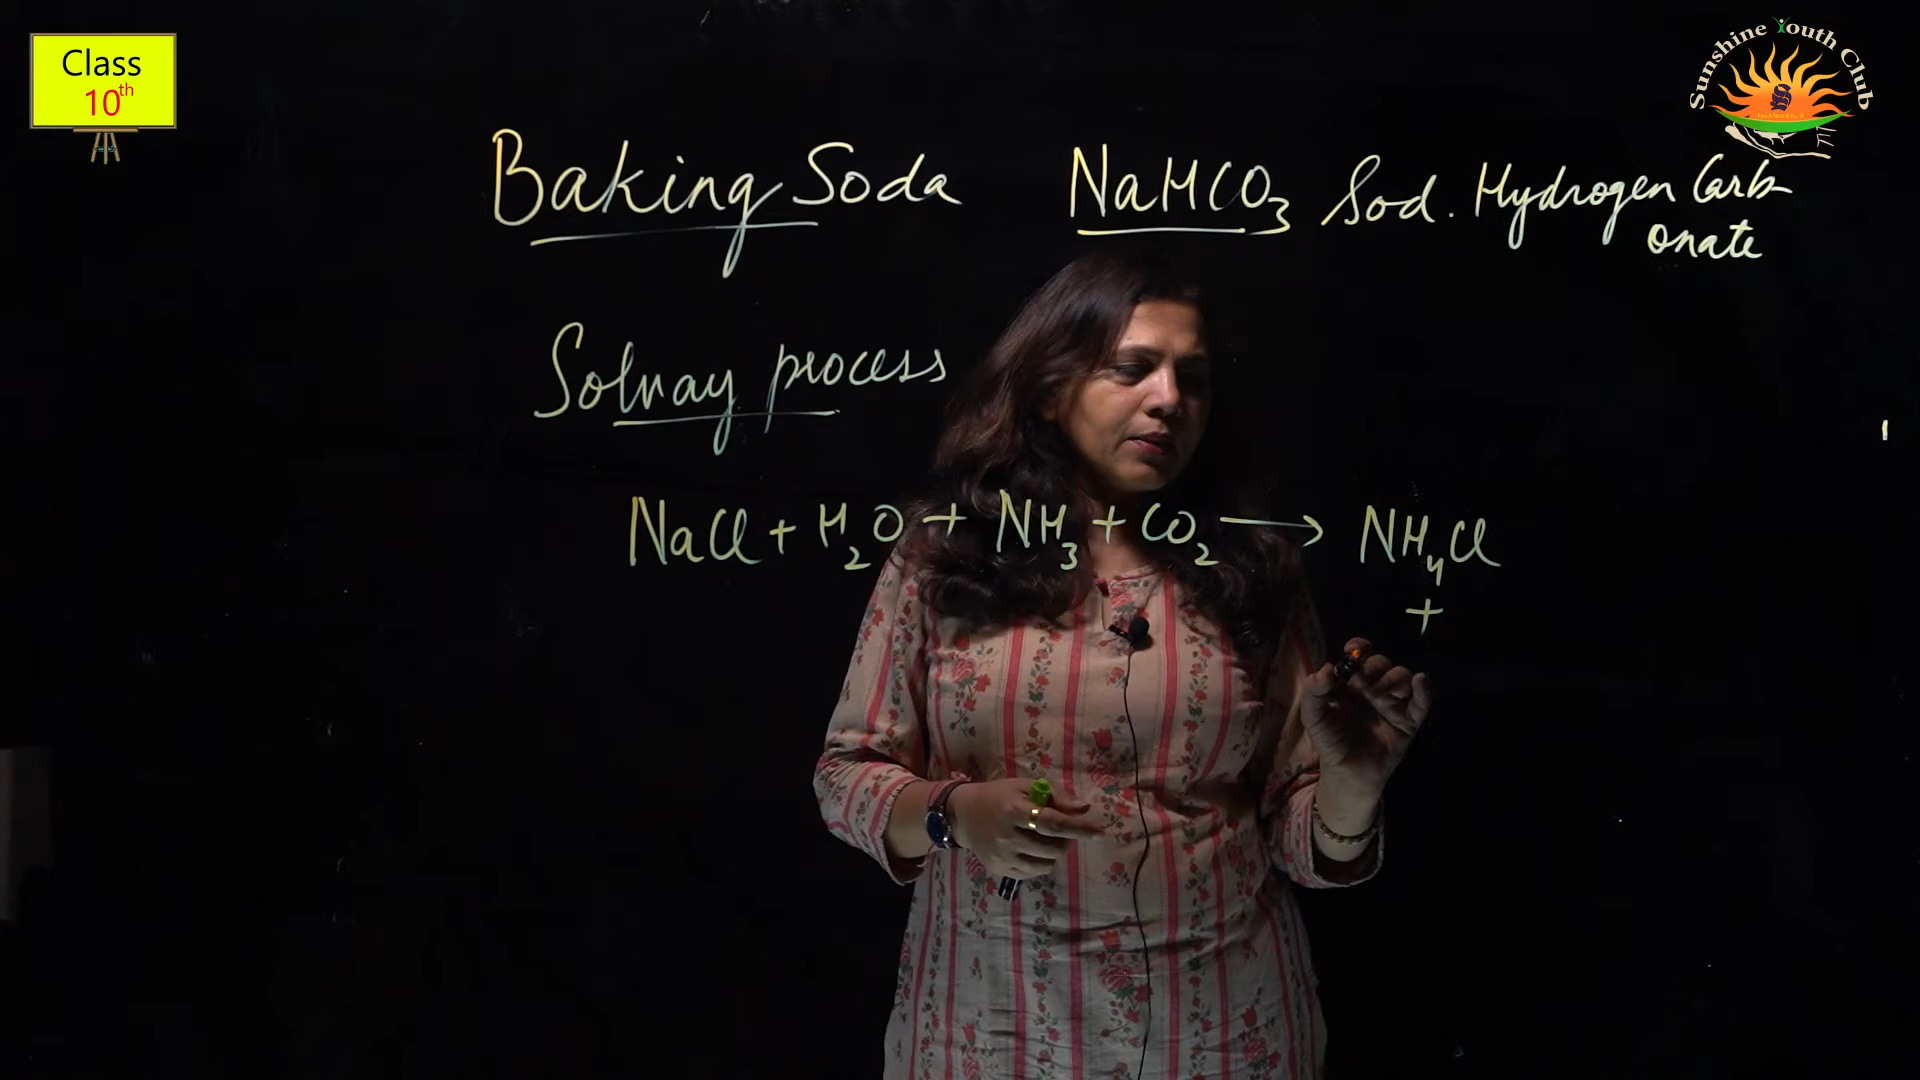 Class
10th
Sunshine Youth Club
Baking Soda NaHCO3 Sod. Hydrogen Carb-
onate
Solvay process
NaCl + H2O + NH3 + CO2 → NH4Cl
+